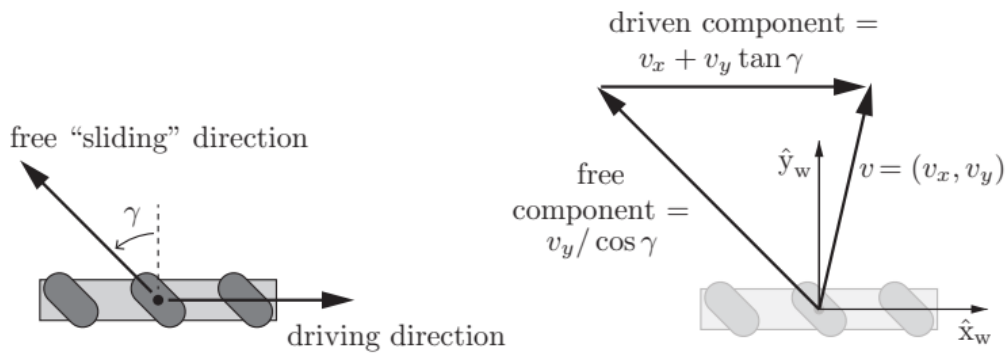 free “sliding” direction
γ
driving direction
driven component =
v_x + v_y tan γ
free
component =
v_y / cos γ
ŷ_w
v = (v_x, v_y)
x̂_w